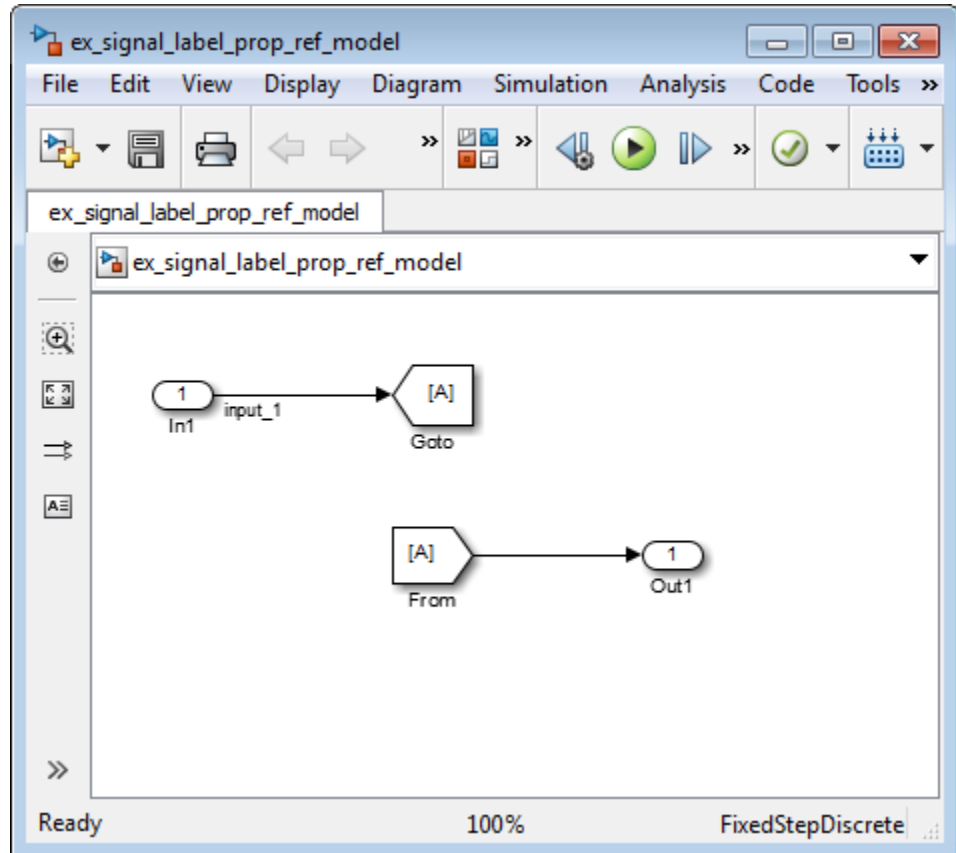 ex_signal_label_prop_ref_model
File Edit View Display Diagram Simulation Analysis Code Tools »
» »  »
ex_signal_label_prop_ref_model
ex_signal_label_prop_ref_model
1 [A]
input_1
In1
Goto
[A] 1
Out1
From
»
Ready 100% FixedStepDiscrete